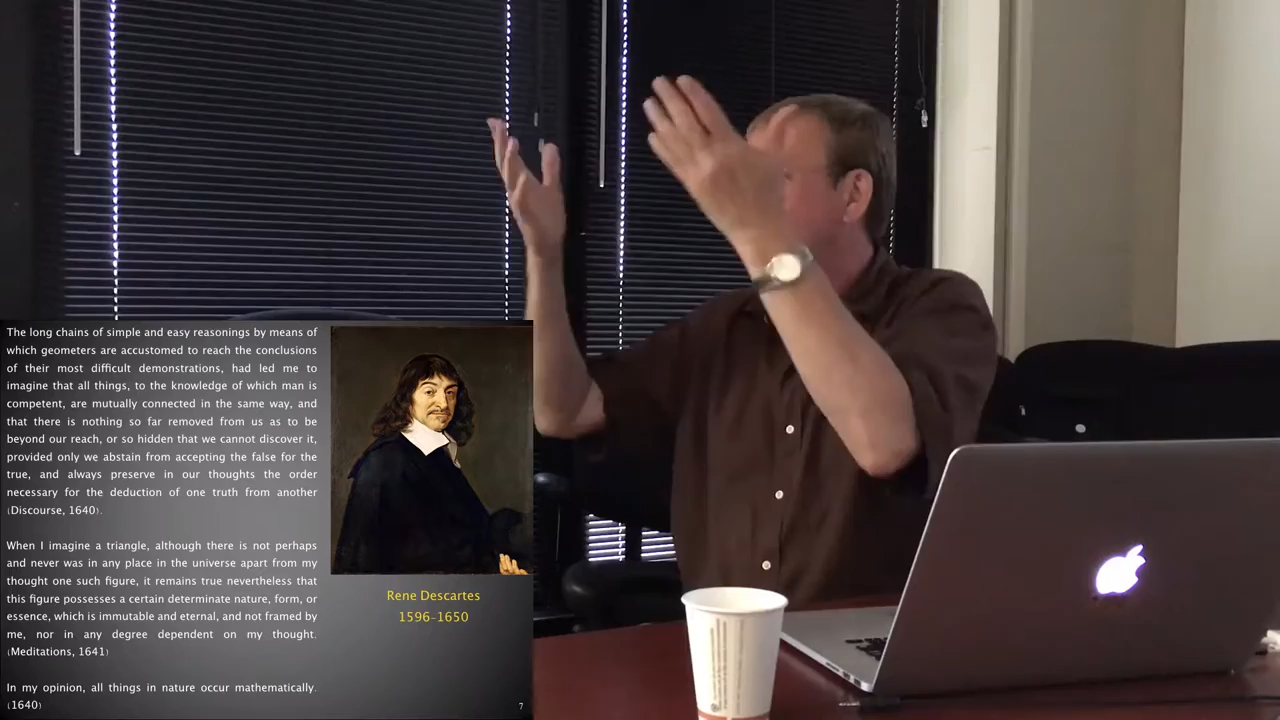 The long chains of simple and easy reasonings by means of
which geometers are accustomed to reach the conclusions
of their most difficult demonstrations, had led me to
imagine that all things, to the knowledge of which man is
competent, are mutually connected in the same way, and
that there is nothing so far removed from us as to be
beyond our reach, or so hidden that we cannot discover it,
provided only we abstain from accepting the false for the
true, and always preserve in our thoughts the order
necessary for the deduction of one truth from another
(Discourse, 1640).
When I imagine a triangle, although there is not perhaps
and never was in any place in the universe apart from my
thought one such figure, it remains true nevertheless that
this figure possesses a certain determinate nature, form, or
essence, which is immutable and eternal, and not framed by
me, nor in any degree dependent on my thought.
(Meditations, 1641)
In my opinion, all things in nature occur mathematically.
(1640)
Rene Descartes
1596-1650
7